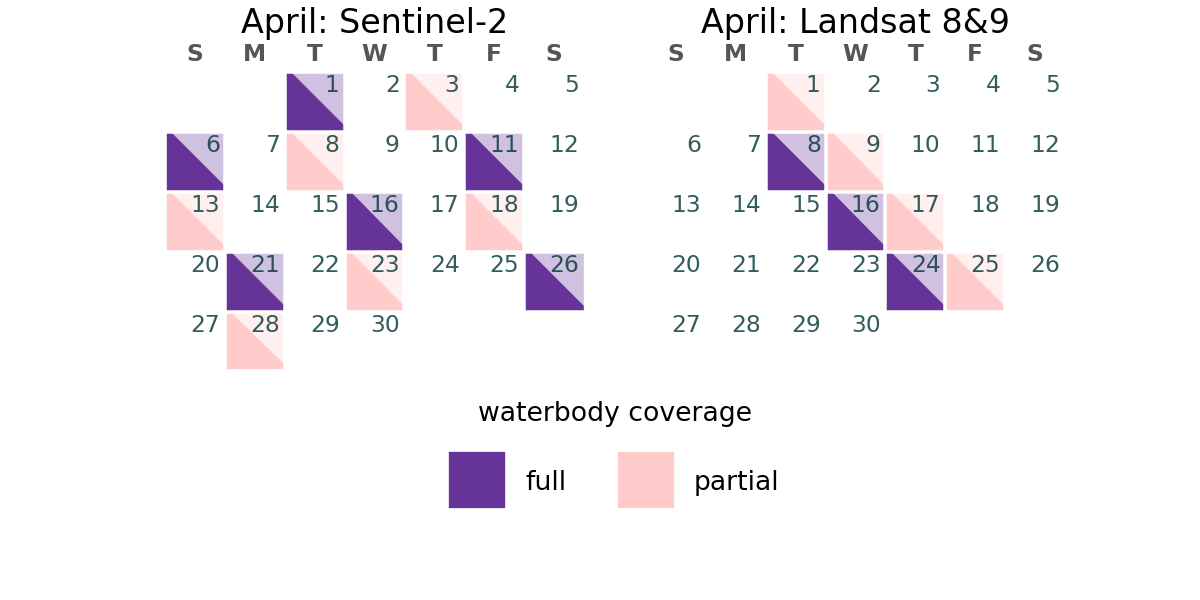 April: Sentinel-2
S M T W T F S
1 2 3 4 5
6 7 8 9 10 11 12
13 14 15 16 17 18 19
20 21 22 23 24 25 26
27 28 29 30
April: Landsat 8&9
S M T W T F S
1 2 3 4 5
6 7 8 9 10 11 12
13 14 15 16 17 18 19
20 21 22 23 24 25 26
27 28 29 30
waterbody coverage
full partial